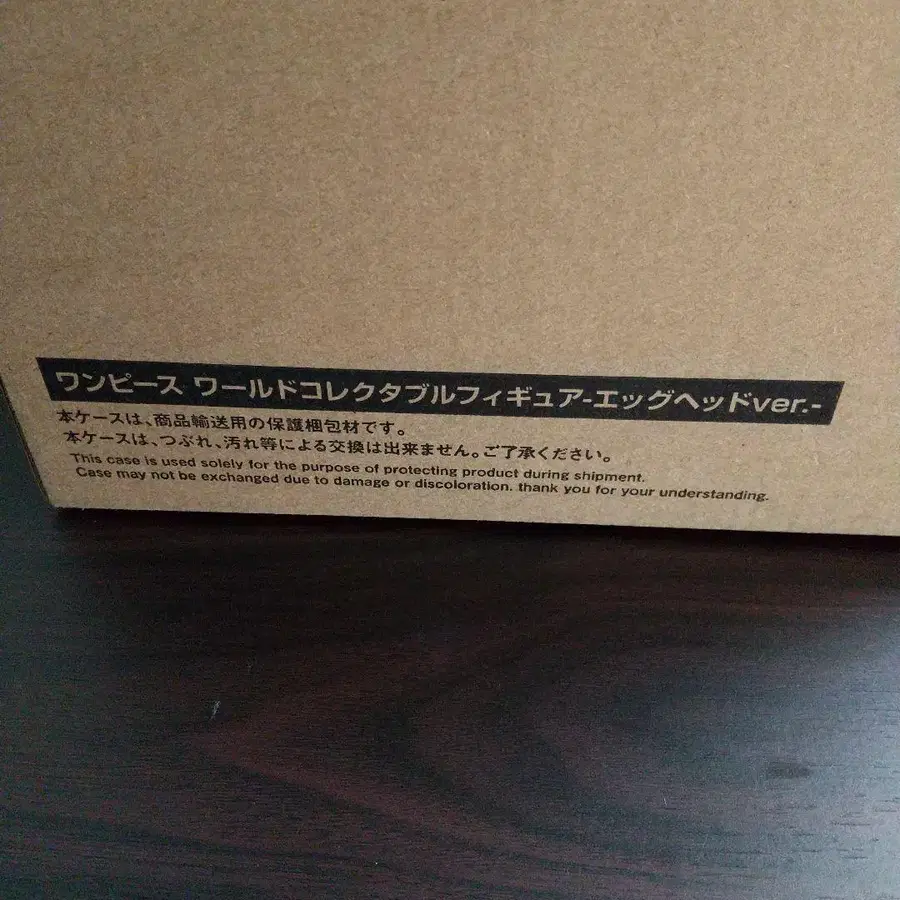 ワンピース ワールドコレクタブルフィギュア-エッグヘッドver.-
本ケースは、商品輸送用の保護梱包材です。
本ケースは、つぶれ、汚れ等による交換は出来ません。ご了承ください。
This case is used solely for the purpose of protecting product during shipment.
Case may not be exchanged due to damage or discoloration. thank you for your understanding.